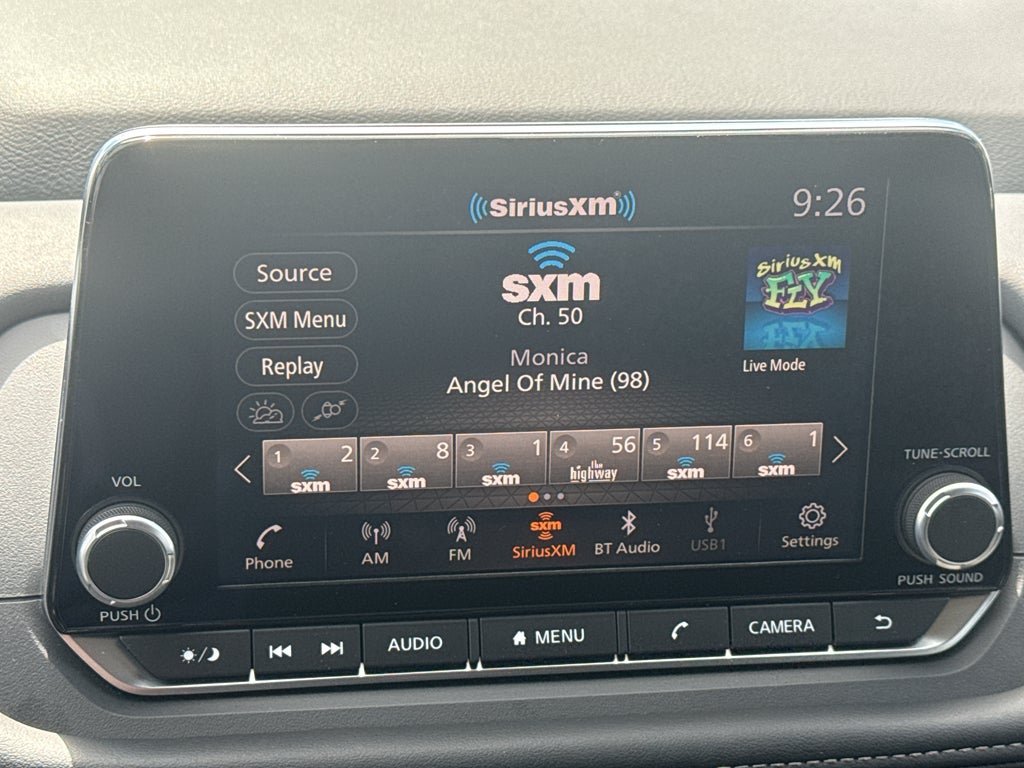 SiriusXM
9:26
Source
SXM Menu
Replay
sxm
Ch. 50
Monica
Angel Of Mine (98)
SiriusXM
FLY
Live Mode
1 2 sxm
2 8 sxm
3 1 sxm
4 56 the highway
5 114 sxm
6 1 sxm
Phone
AM
FM
sxm
SiriusXM
BT Audio
USB1
Settings
VOL
PUSH
TUNE·SCROLL
PUSH SOUND
AUDIO
MENU
CAMERA